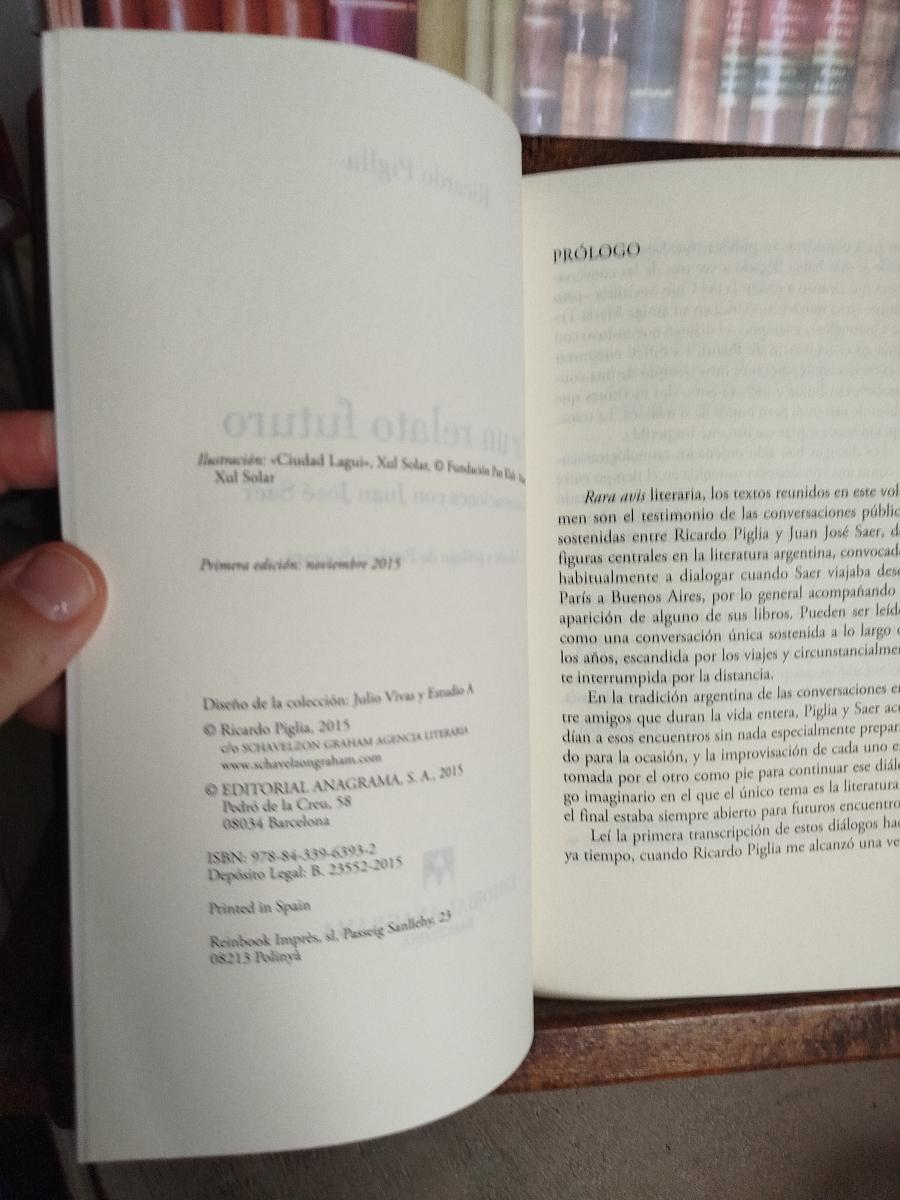 Ilustración: «Ciudad Lagui», Xul Solar, © Fundación Pan Klub -
Xul Solar
Primera edición: noviembre 2015
Diseño de la colección: Julio Vivas y Estudio A
© Ricardo Piglia, 2015
c/o SCHAVELZON GRAHAM AGENCIA LITERARIA
www.schavelzongraham.com
© EDITORIAL ANAGRAMA, S. A., 2015
Pedró de la Creu, 58
08034 Barcelona
ISBN: 978-84-339-6393-2
Depósito Legal: B. 23552-2015
Printed in Spain
Reinbook Imprès, sl, Passeig Sanllehy, 23
08213 Polinyà
PRÓLOGO
Rara avis literaria, los textos reunidos en este vol
men son el testimonio de las conversaciones públic
sostenidas entre Ricardo Piglia y Juan José Saer, d
figuras centrales en la literatura argentina, convocad
habitualmente a dialogar cuando Saer viajaba desd
París a Buenos Aires, por lo general acompañando
aparición de alguno de sus libros. Pueden ser leíd
como una conversación única sostenida a lo largo
los años, escandida por los viajes y circunstancialme
te interrumpida por la distancia.
En la tradición argentina de las conversaciones e
tre amigos que duran la vida entera, Piglia y Saer acu
dían a esos encuentros sin nada especialmente prepar
do para la ocasión, y la improvisación de cada uno e
tomada por el otro como pie para continuar ese diálo
go imaginario en el que el único tema es la literatura
el final estaba siempre abierto para futuros encuentro
Leí la primera transcripción de estos diálogos hac
ya tiempo, cuando Ricardo Piglia me alcanzó una ve